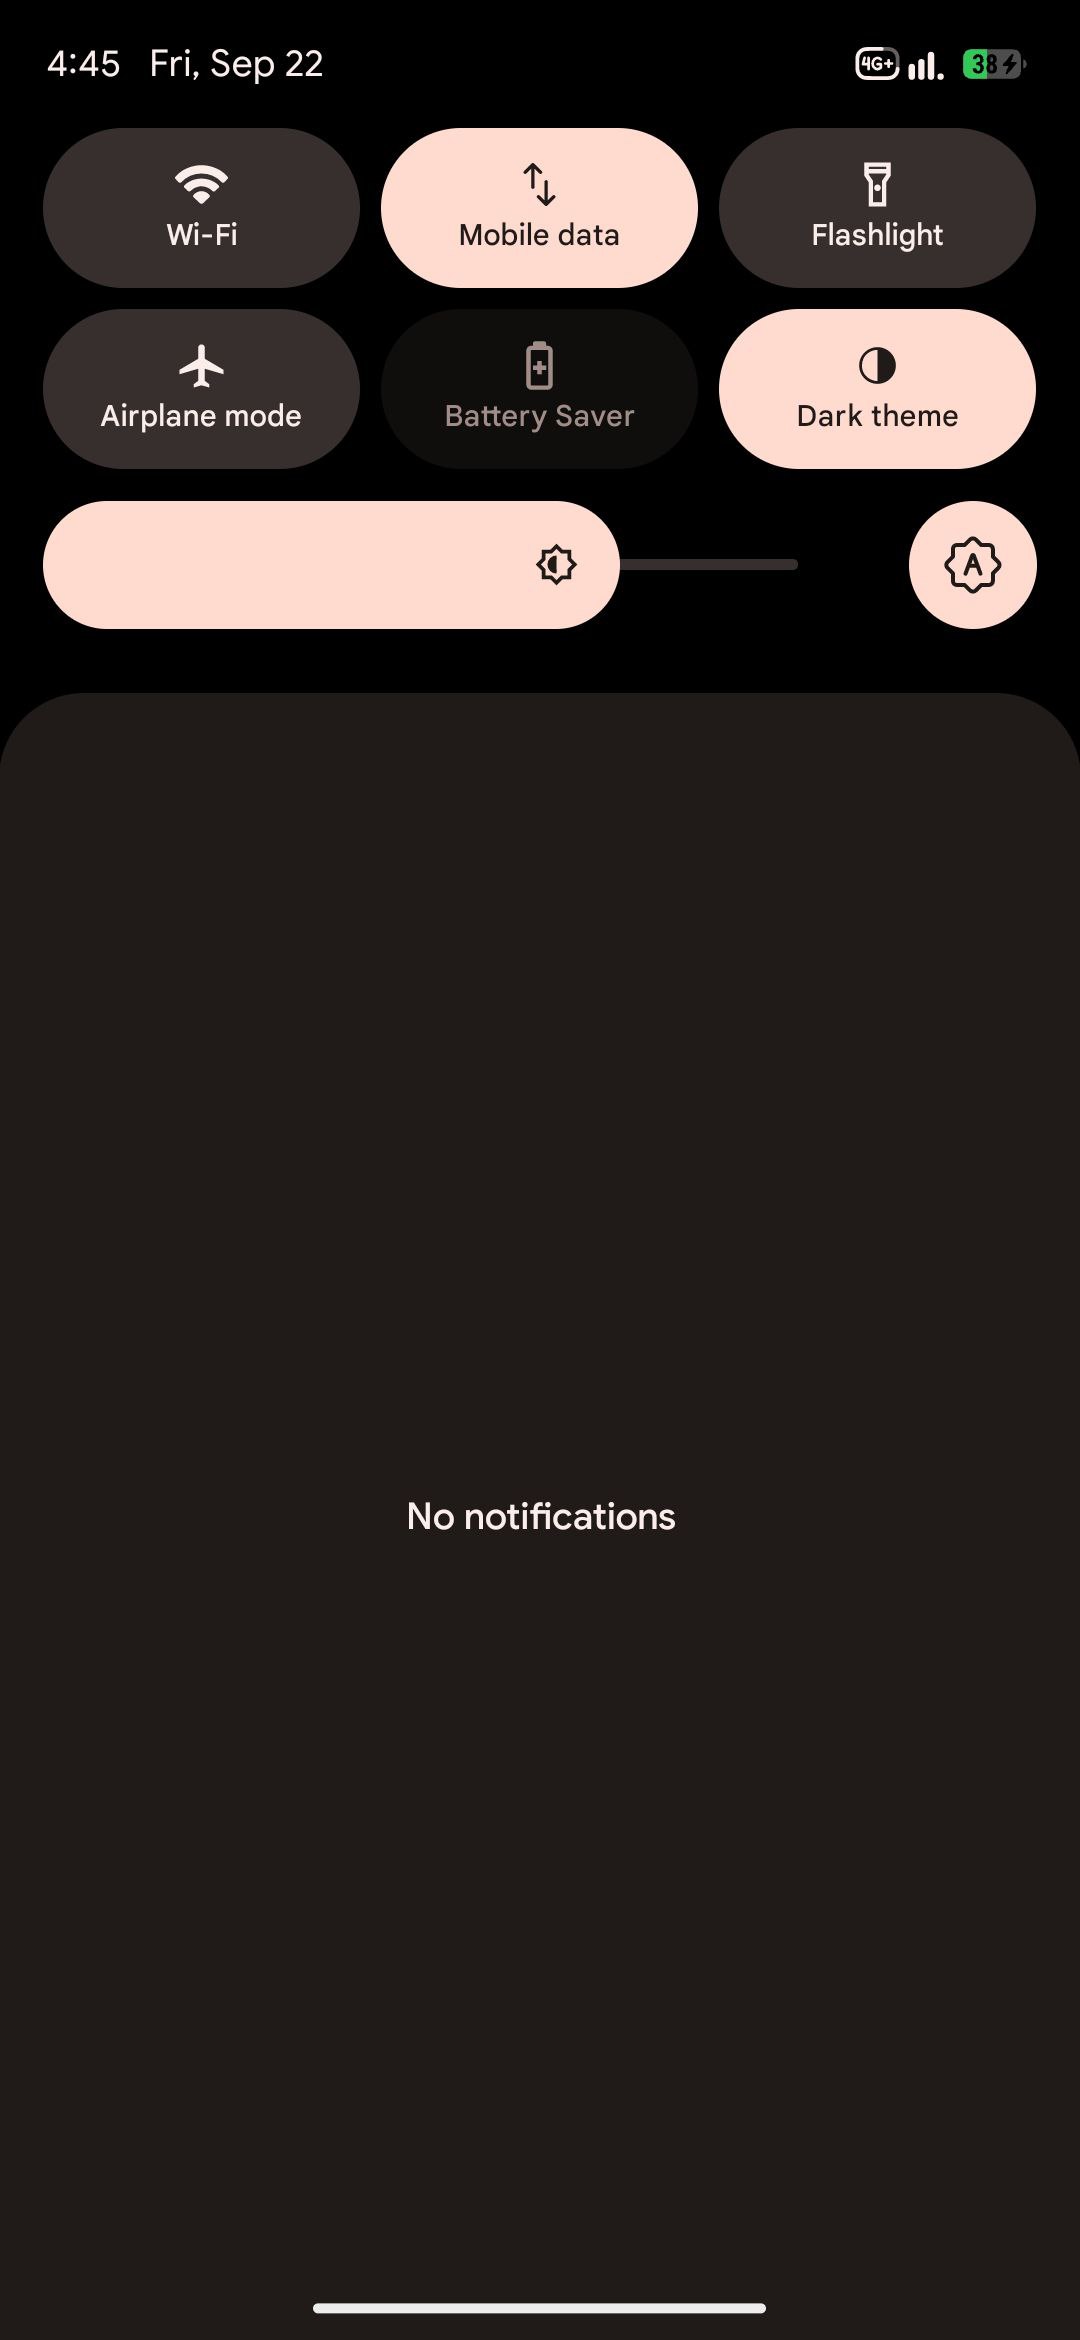 4:45 Fri, Sep 22 4G+ 38
Wi-Fi Mobile data Flashlight
Airplane mode Battery Saver Dark theme
A
No notifications